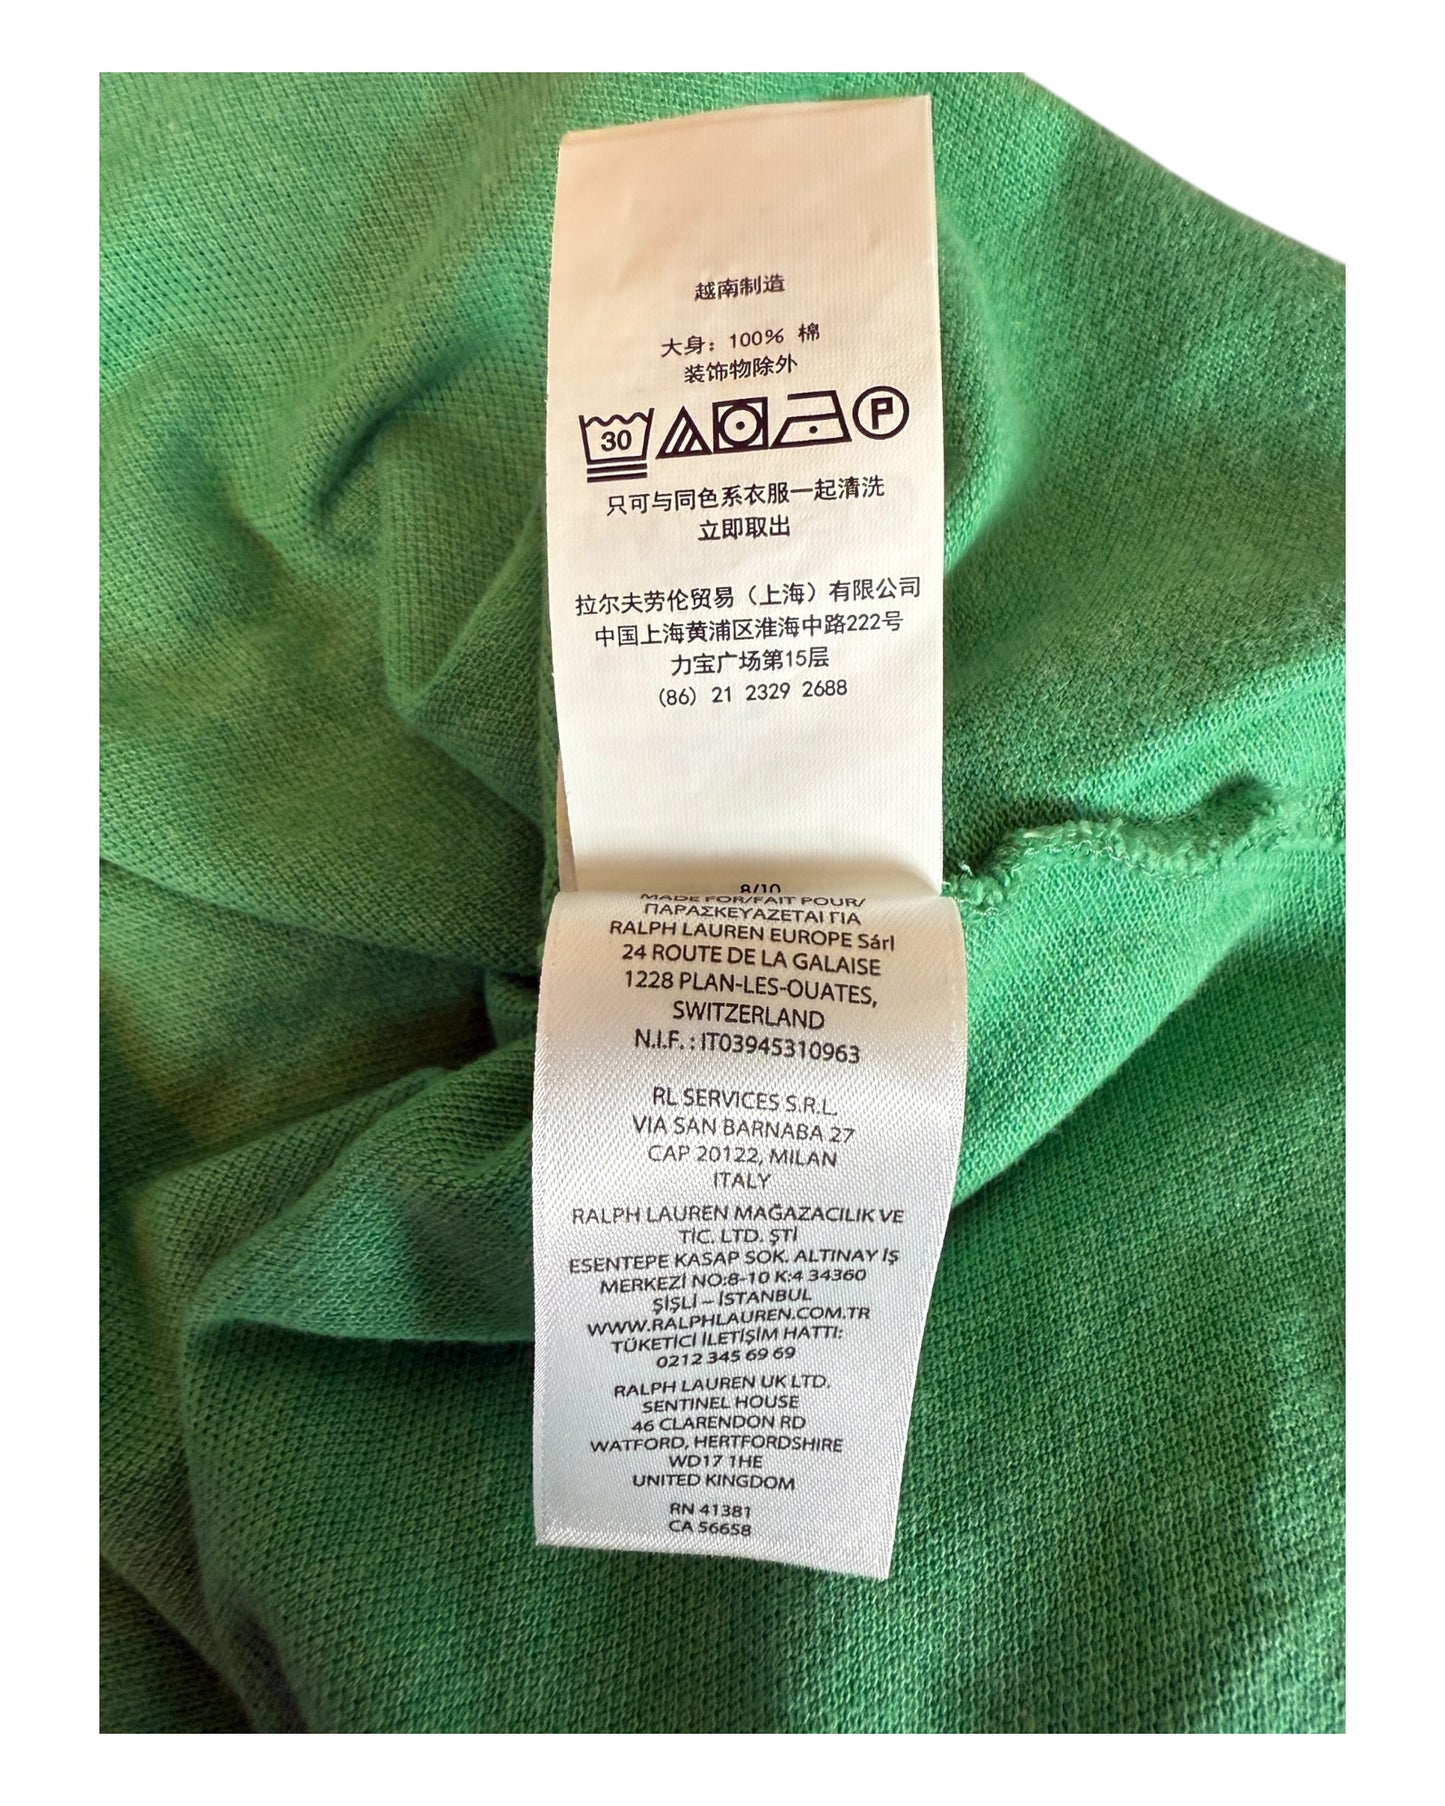 越南制造
大身: 100% 棉
装饰物除外
30 P
只可与同色系衣服一起清洗
立即取出
拉尔夫劳伦贸易（上海）有限公司
中国上海黄浦区淮海中路222号
力宝广场第15层
(86) 21 2329 2688
8/10
MADE FOR/FAIT POUR/
ΠΑΡΑΣΚΕΥΑΖΕΤΑΙ ΓΙΑ
RALPH LAUREN EUROPE Sárl
24 ROUTE DE LA GALAISE
1228 PLAN-LES-OUATES,
SWITZERLAND
N.I.F. : IT03945310963
RL SERVICES S.R.L.
VIA SAN BARNABA 27
CAP 20122, MILAN
ITALY
RALPH LAUREN MAĞAZACILIK VE
TİC. LTD. ŞTİ
ESENTEPE KASAP SOK. ALTINAY İŞ
MERKEZİ NO:8-10 K:4 34360
ŞİŞLİ – İSTANBUL
WWW.RALPHLAUREN.COM.TR
TÜKETİCİ İLETİŞİM HATTI:
0212 345 69 69
RALPH LAUREN UK LTD.
SENTINEL HOUSE
46 CLARENDON RD
WATFORD, HERTFORDSHIRE
WD17 1HE
UNITED KINGDOM
RN 41381
CA 56658